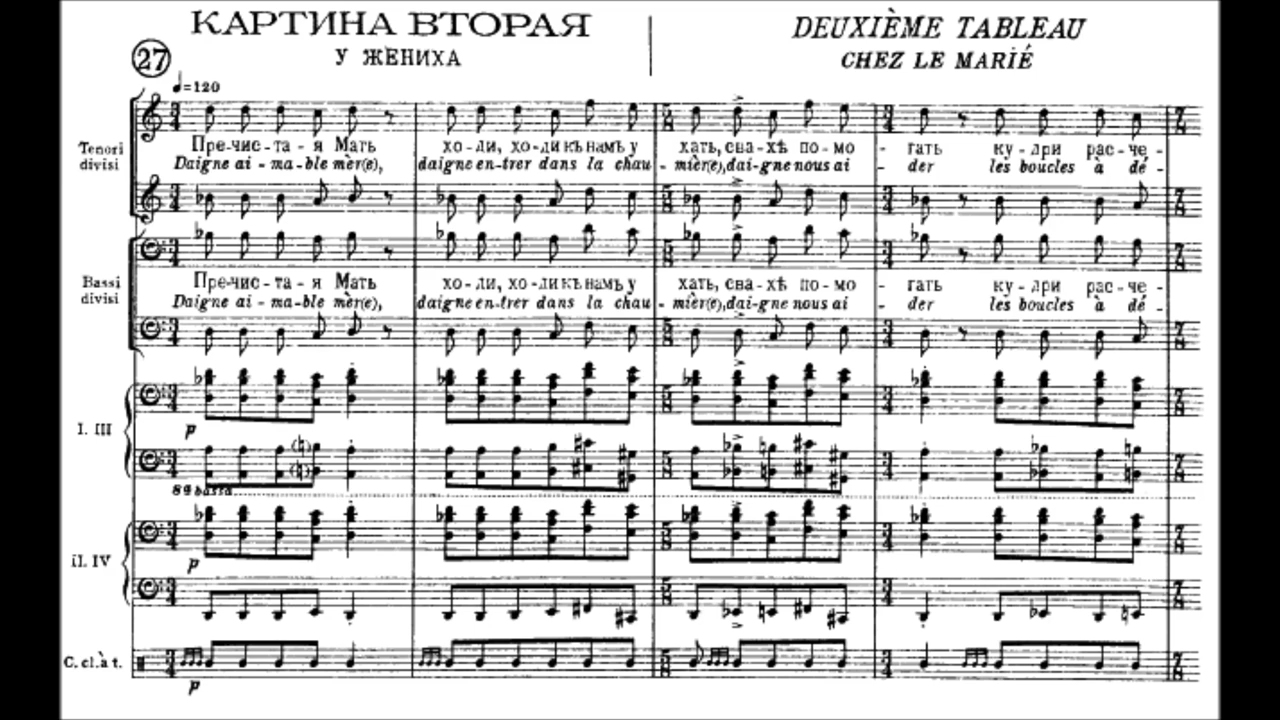 КАРТИНА ВТОРАЯ
У ЖЕНИХА
DEUXIÈME TABLEAU
CHEZ LE MARIÉ
27
♩=120
Tenori divisi
Пре-чис-та-я Мать хо-ли, хо-ди къ намъ у хать, сва-хѣ по-мо - гать ку-дри рас-че-
Daigne ai-ma-ble mèr(e), daigne en-trer dans la chau-mièr(e), dai-gne nous ai - der les boucles à dé-
Bassi divisi
Пре-чис-та-я Мать хо-ли, хо-ди къ намъ у хать, сва-хѣ по-мо - гать ку-дри рас-че-
Daigne ai-ma-ble mèr(e), daigne en-trer dans la chau-mièr(e), dai-gne nous ai - der les boucles à dé-
I. III
p
8ª bassa
II. IV
p
C. cl. à t.
p